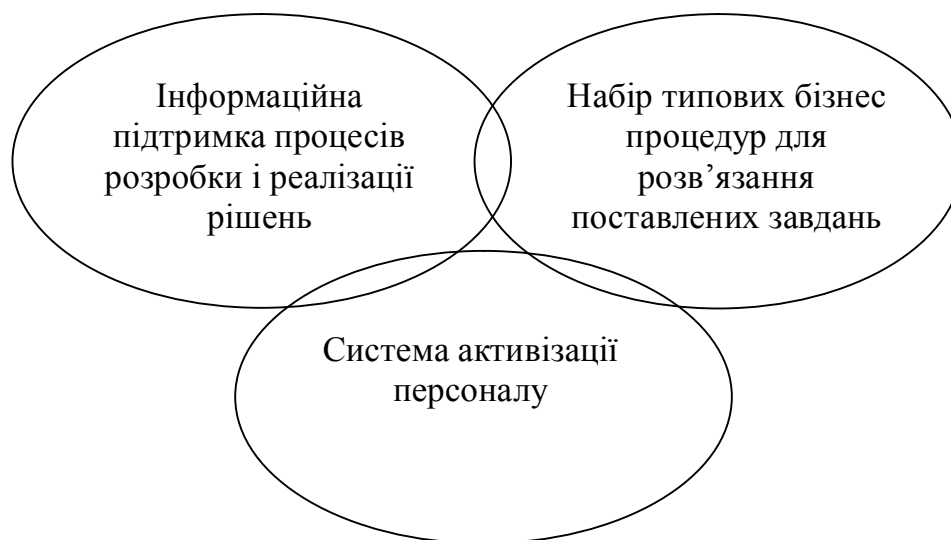 Інформаційна
підтримка процесів
розробки і реалізації
рішень
Набір типових бізнес
процедур для
розв’язання
поставлених завдань
Система активізації
персоналу